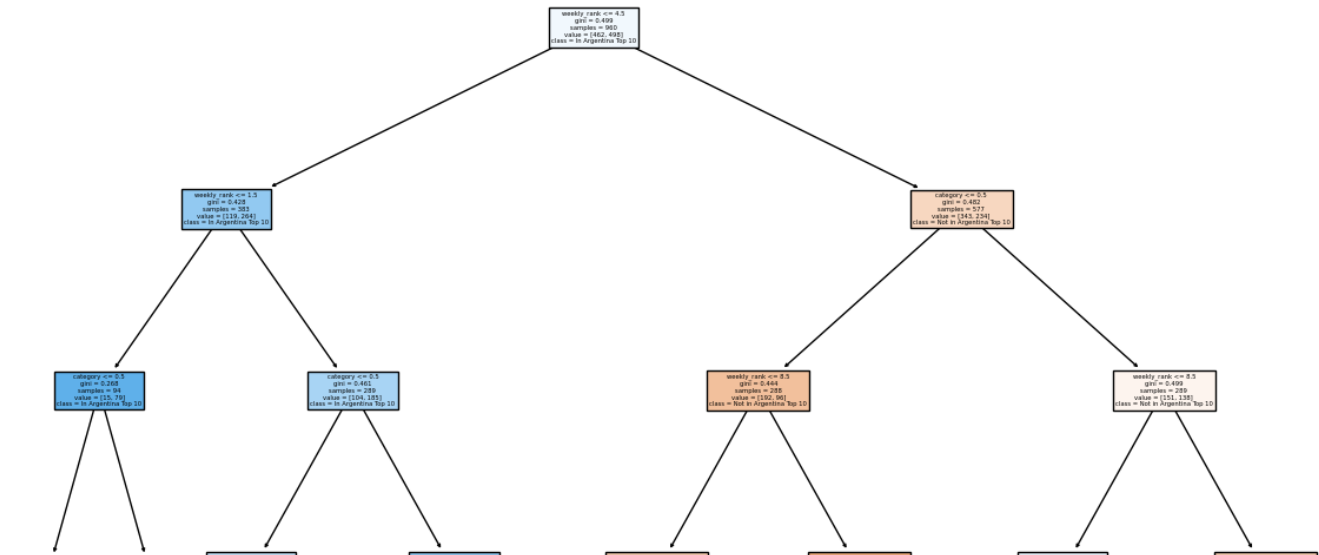 weekly_rank <= 4.5
gini = 0.499
samples = 960
value = [462, 498]
class = In Argentina Top 10
weekly_rank <= 1.5
gini = 0.428
samples = 383
value = [119, 264]
class = In Argentina Top 10
category <= 0.5
gini = 0.482
samples = 577
value = [343, 234]
class = Not in Argentina Top 10
category <= 0.5
gini = 0.268
samples = 94
value = [15, 79]
class = In Argentina Top 10
category <= 0.5
gini = 0.461
samples = 289
value = [104, 185]
class = In Argentina Top 10
weekly_rank <= 8.5
gini = 0.444
samples = 288
value = [192, 96]
class = Not in Argentina Top 10
weekly_rank <= 8.5
gini = 0.499
samples = 289
value = [151, 138]
class = Not in Argentina Top 10